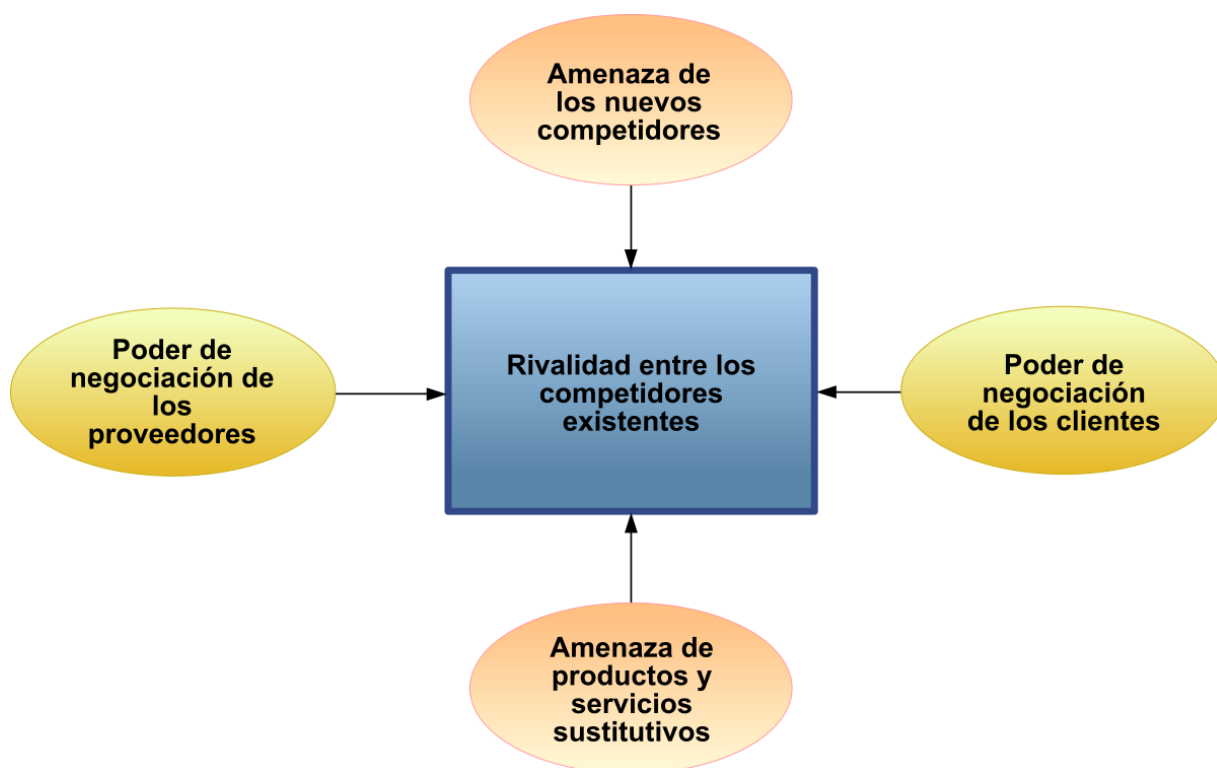 Amenaza de
los nuevos
competidores
Poder de
negociación de
los
proveedores
Rivalidad entre los
competidores
existentes
Poder de
negociación
de los clientes
Amenaza de
productos y
servicios
sustitutivos